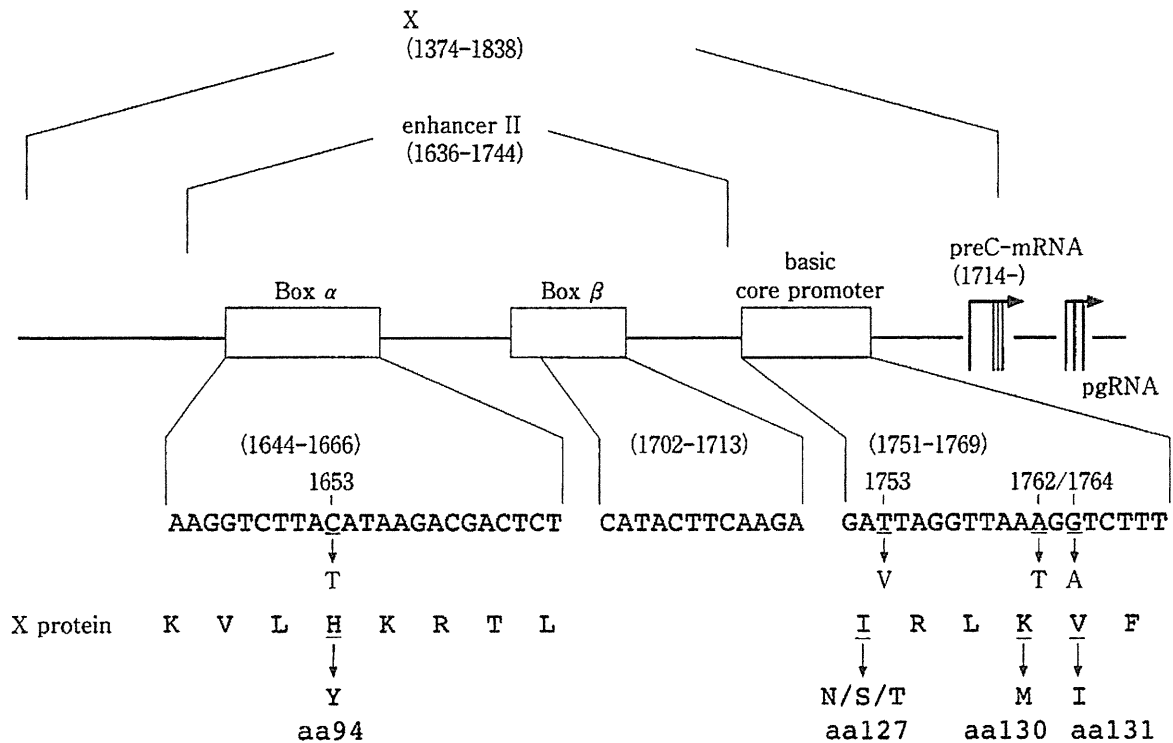 X
(1374-1838)
enhancer II
(1636-1744)
preC-mRNA
(1714-)
basic
core promoter
Box α
Box β
pgRNA
(1644-1666)
(1702-1713)
(1751-1769)
1653
1753
1762/1764
AAGGTCTTACATAAGACGACTCT
CATACTTCAAGA
GATTAGGTTAAAGGTCTTT
T
V
T
A
X protein
K V L H K R T L
I R L K V F
Y
N/S/T
M
I
aa94
aa127
aa130
aa131